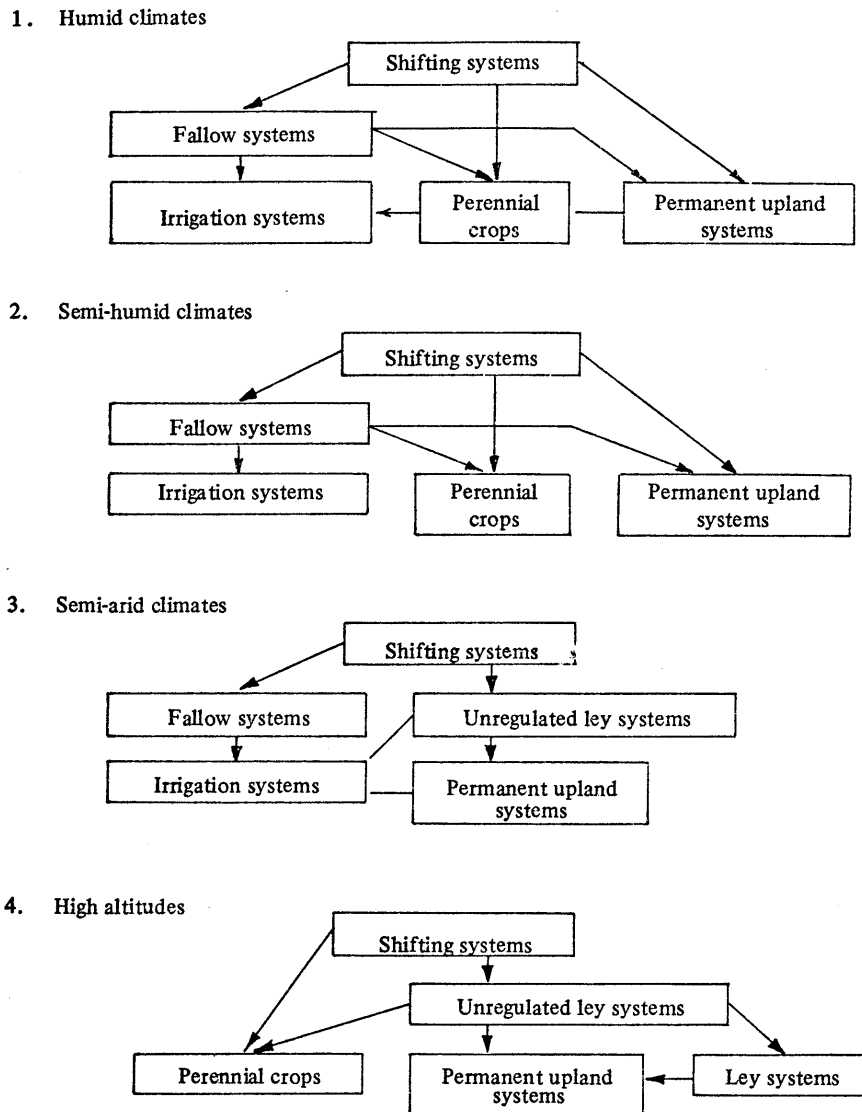 1. Humid climates
Shifting systems
Fallow systems
Irrigation systems
Perennial
crops
Permanent upland
systems
2. Semi-humid climates
Shifting systems
Fallow systems
Irrigation systems
Perennial
crops
Permanent upland
systems
3. Semi-arid climates
Shifting systems
Fallow systems
Unregulated ley systems
Irrigation systems
Permanent upland
systems
4. High altitudes
Shifting systems
Unregulated ley systems
Perennial crops
Permanent upland
systems
Ley systems